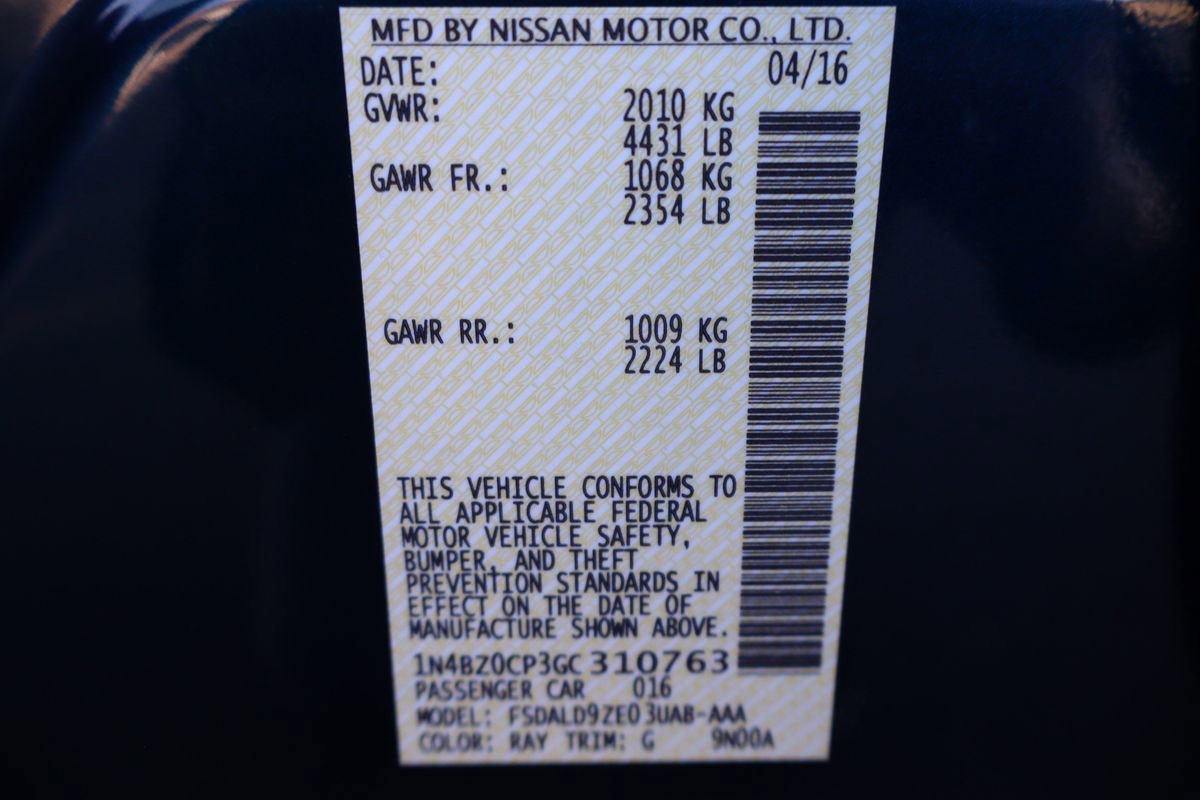 MFD BY NISSAN MOTOR CO., LTD.
DATE: 04/16
GVWR: 2010 KG
4431 LB
GAWR FR.: 1068 KG
2354 LB
GAWR RR.: 1009 KG
2224 LB
THIS VEHICLE CONFORMS TO
ALL APPLICABLE FEDERAL
MOTOR VEHICLE SAFETY,
BUMPER, AND THEFT
PREVENTION STANDARDS IN
EFFECT ON THE DATE OF
MANUFACTURE SHOWN ABOVE.
1N4BZ0CP3GC 310763
PASSENGER CAR 016
MODEL: FSDALD9ZE03UAB-AAA
COLOR: RAY TRIM: G 9N00A